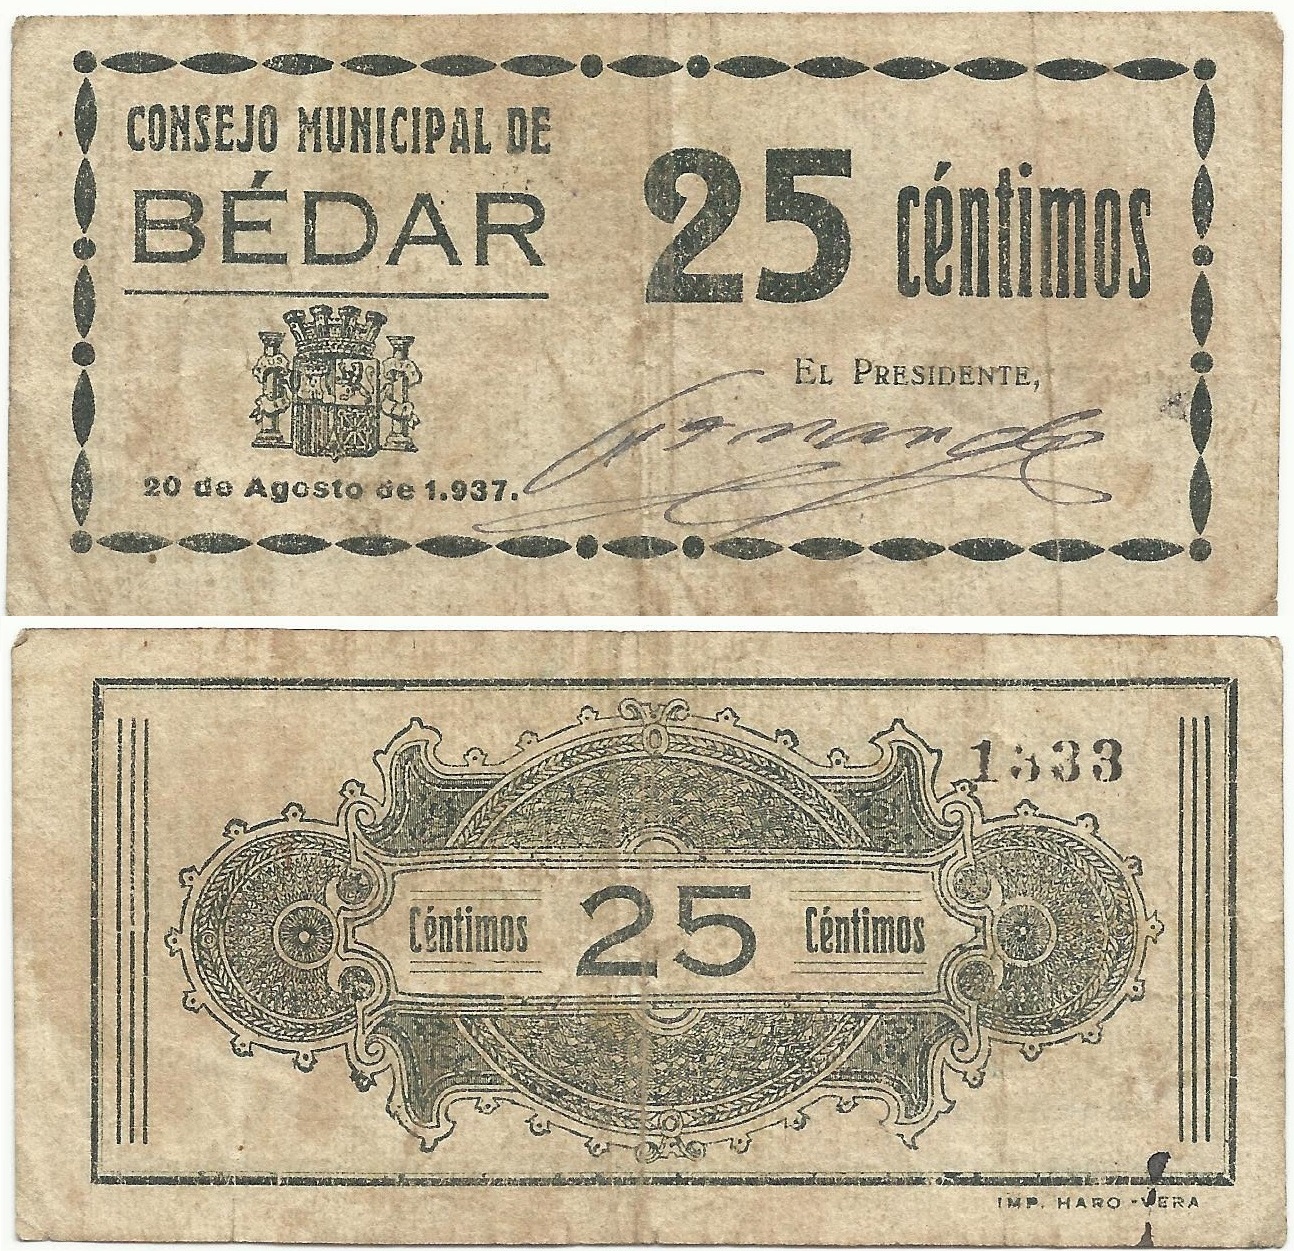 CONSEJO MUNICIPAL DE
BÉDAR
25 céntimos
EL PRESIDENTE,
20 de Agosto de 1.937.
1333
Céntimos 25 Céntimos
IMP. HARO - VERA